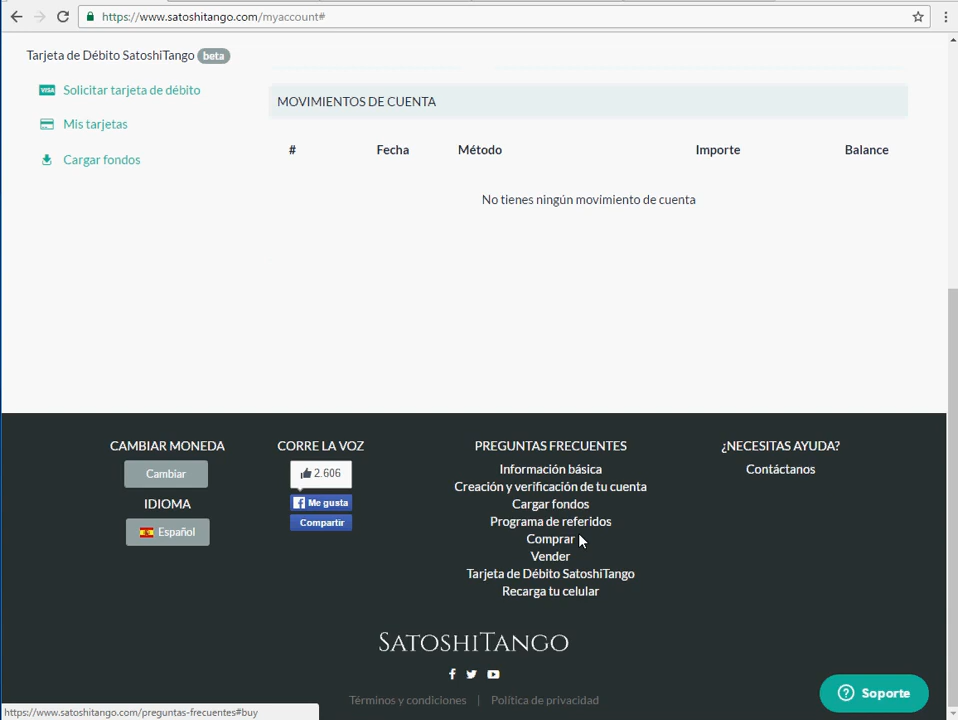 https://www.satoshitango.com/myaccount#
Tarjeta de Débito SatoshiTango beta
VISA Solicitar tarjeta de débito
Mis tarjetas
Cargar fondos
MOVIMIENTOS DE CUENTA
# Fecha Método Importe Balance
No tienes ningún movimiento de cuenta
CAMBIAR MONEDA
Cambiar
IDIOMA
Español
CORRE LA VOZ
2.606
Me gusta
Compartir
PREGUNTAS FRECUENTES
Información básica
Creación y verificación de tu cuenta
Cargar fondos
Programa de referidos
Comprar
Vender
Tarjeta de Débito SatoshiTango
Recarga tu celular
¿NECESITAS AYUDA?
Contáctanos
SATOSHITANGO
Términos y condiciones | Política de privacidad
Soporte
https://www.satoshitango.com/preguntas-frecuentes#buy